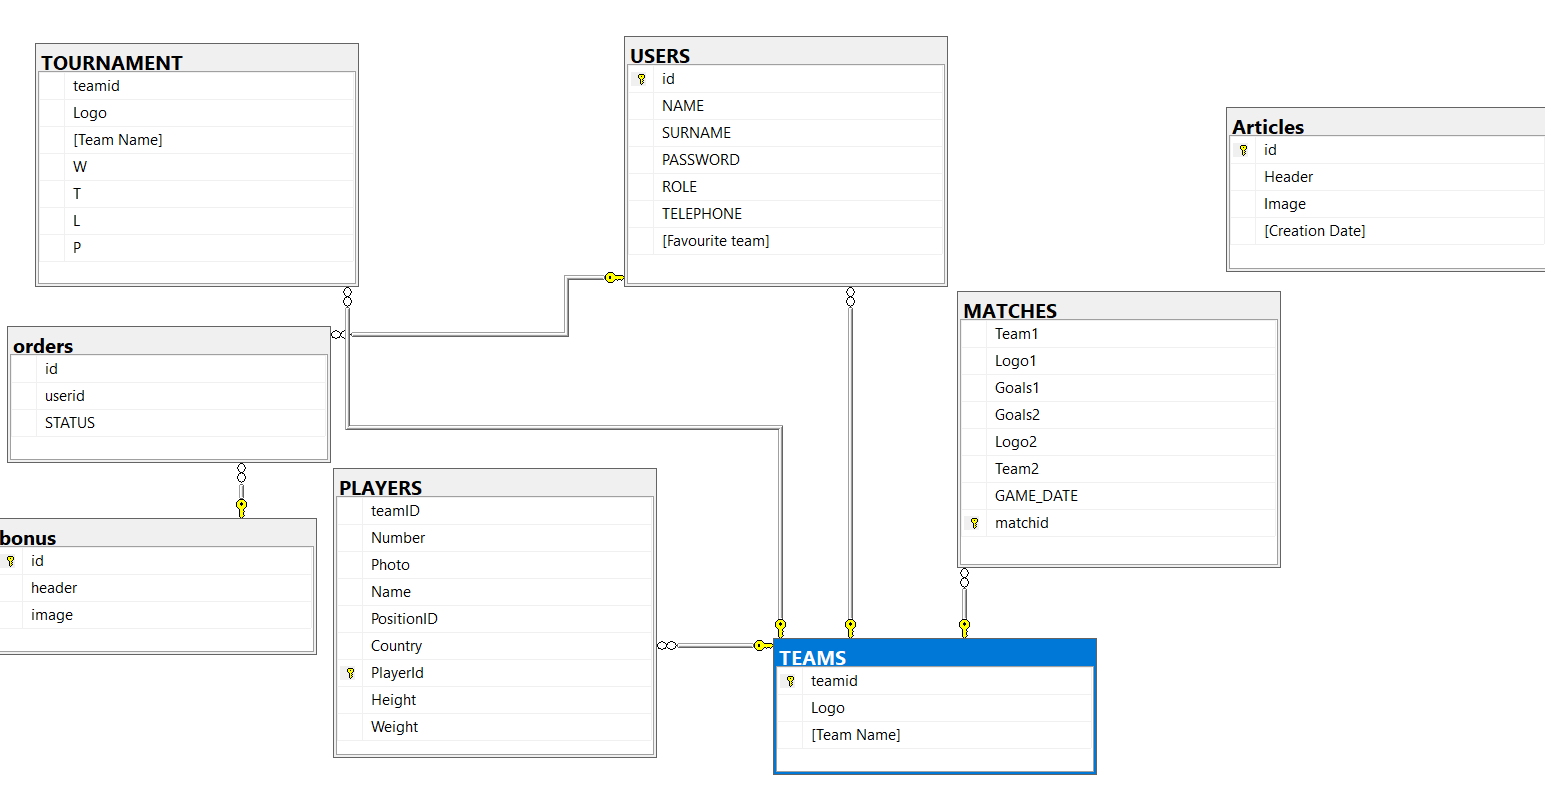 TOURNAMENT
teamid
Logo
[Team Name]
W
T
L
P
USERS
id
NAME
SURNAME
PASSWORD
ROLE
TELEPHONE
[Favourite team]
Articles
id
Header
Image
[Creation Date]
orders
id
userid
STATUS
MATCHES
Team1
Logo1
Goals1
Goals2
Logo2
Team2
GAME_DATE
matchid
bonus
id
header
image
PLAYERS
teamID
Number
Photo
Name
PositionID
Country
PlayerId
Height
Weight
TEAMS
teamid
Logo
[Team Name]